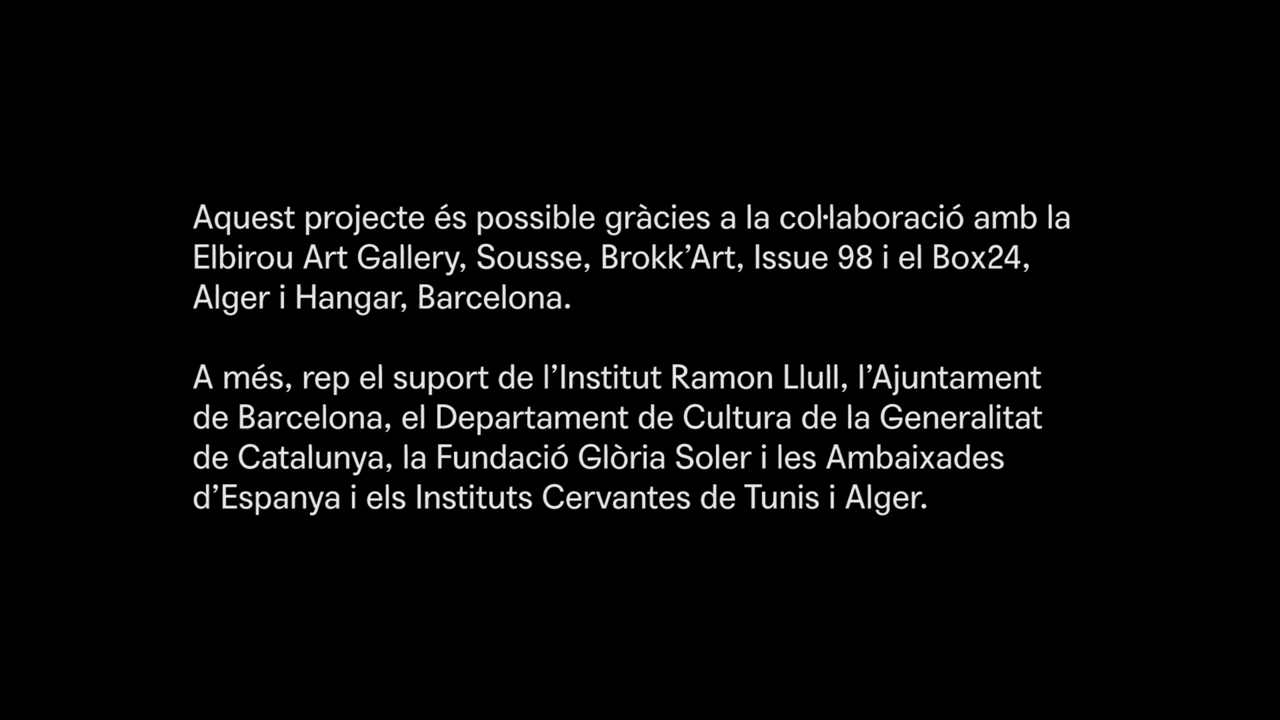 Aquest projecte és possible gràcies a la col·laboració amb la
Elbirou Art Gallery, Sousse, Brokk’Art, Issue 98 i el Box24,
Alger i Hangar, Barcelona.
A més, rep el suport de l’Institut Ramon Llull, l’Ajuntament
de Barcelona, el Departament de Cultura de la Generalitat
de Catalunya, la Fundació Glòria Soler i les Ambaixades
d’Espanya i els Instituts Cervantes de Tunis i Alger.